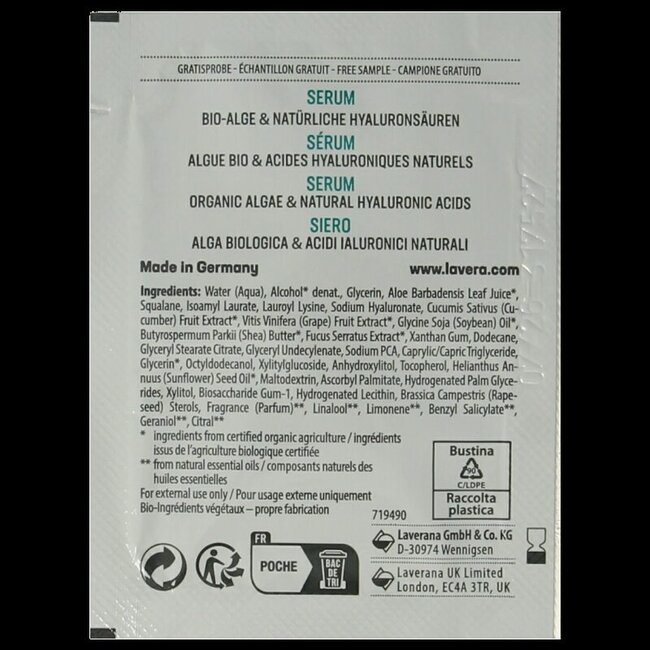 GRATISPROBE - ÉCHANTILLON GRATUIT - FREE SAMPLE - CAMPIONE GRATUITO
SERUM
BIO-ALGE & NATÜRLICHE HYALURONSÄUREN
SÉRUM
ALGUE BIO & ACIDES HYALURONIQUES NATURELS
SERUM
ORGANIC ALGAE & NATURAL HYALURONIC ACIDS
SIERO
ALGA BIOLOGICA & ACIDI IALURONICI NATURALI
Made in Germany www.lavera.com
Ingredients: Water (Aqua), Alcohol* denat., Glycerin, Aloe Barbadensis Leaf Juice*,
Squalane, Isoamyl Laurate, Lauroyl Lysine, Sodium Hyaluronate, Cucumis Sativus (Cu-
cumber) Fruit Extract*, Vitis Vinifera (Grape) Fruit Extract*, Glycine Soja (Soybean) Oil*,
Butyrospermum Parkii (Shea) Butter*, Fucus Serratus Extract*, Xanthan Gum, Dodecane,
Glyceryl Stearate Citrate, Glyceryl Undecylenate, Sodium PCA, Caprylic/Capric Triglyceride,
Glycerin*, Octyldodecanol, Xylitylglucoside, Anhydroxylitol, Tocopherol, Helianthus An-
nuus (Sunflower) Seed Oil*, Maltodextrin, Ascorbyl Palmitate, Hydrogenated Palm Glyce-
rides, Xylitol, Biosaccharide Gum-1, Hydrogenated Lecithin, Brassica Campestris (Rape-
seed) Sterols, Fragrance (Parfum)**, Linalool**, Limonene**, Benzyl Salicylate**,
Geraniol**, Citral**
* ingredients from certified organic agriculture / ingrédients
issus de l'agriculture biologique certifiée
** from natural essential oils / composants naturels des
huiles essentielles
For external use only / Pour usage externe uniquement
Bio-Ingrédients végétaux – propre fabrication
719490
Bustina
90
C/LDPE
Raccolta
plastica
Laverana GmbH & Co. KG
D-30974 Wennigsen
Laverana UK Limited
London, EC4A 3TR, UK
FR
POCHE
BAC
DE
TRI